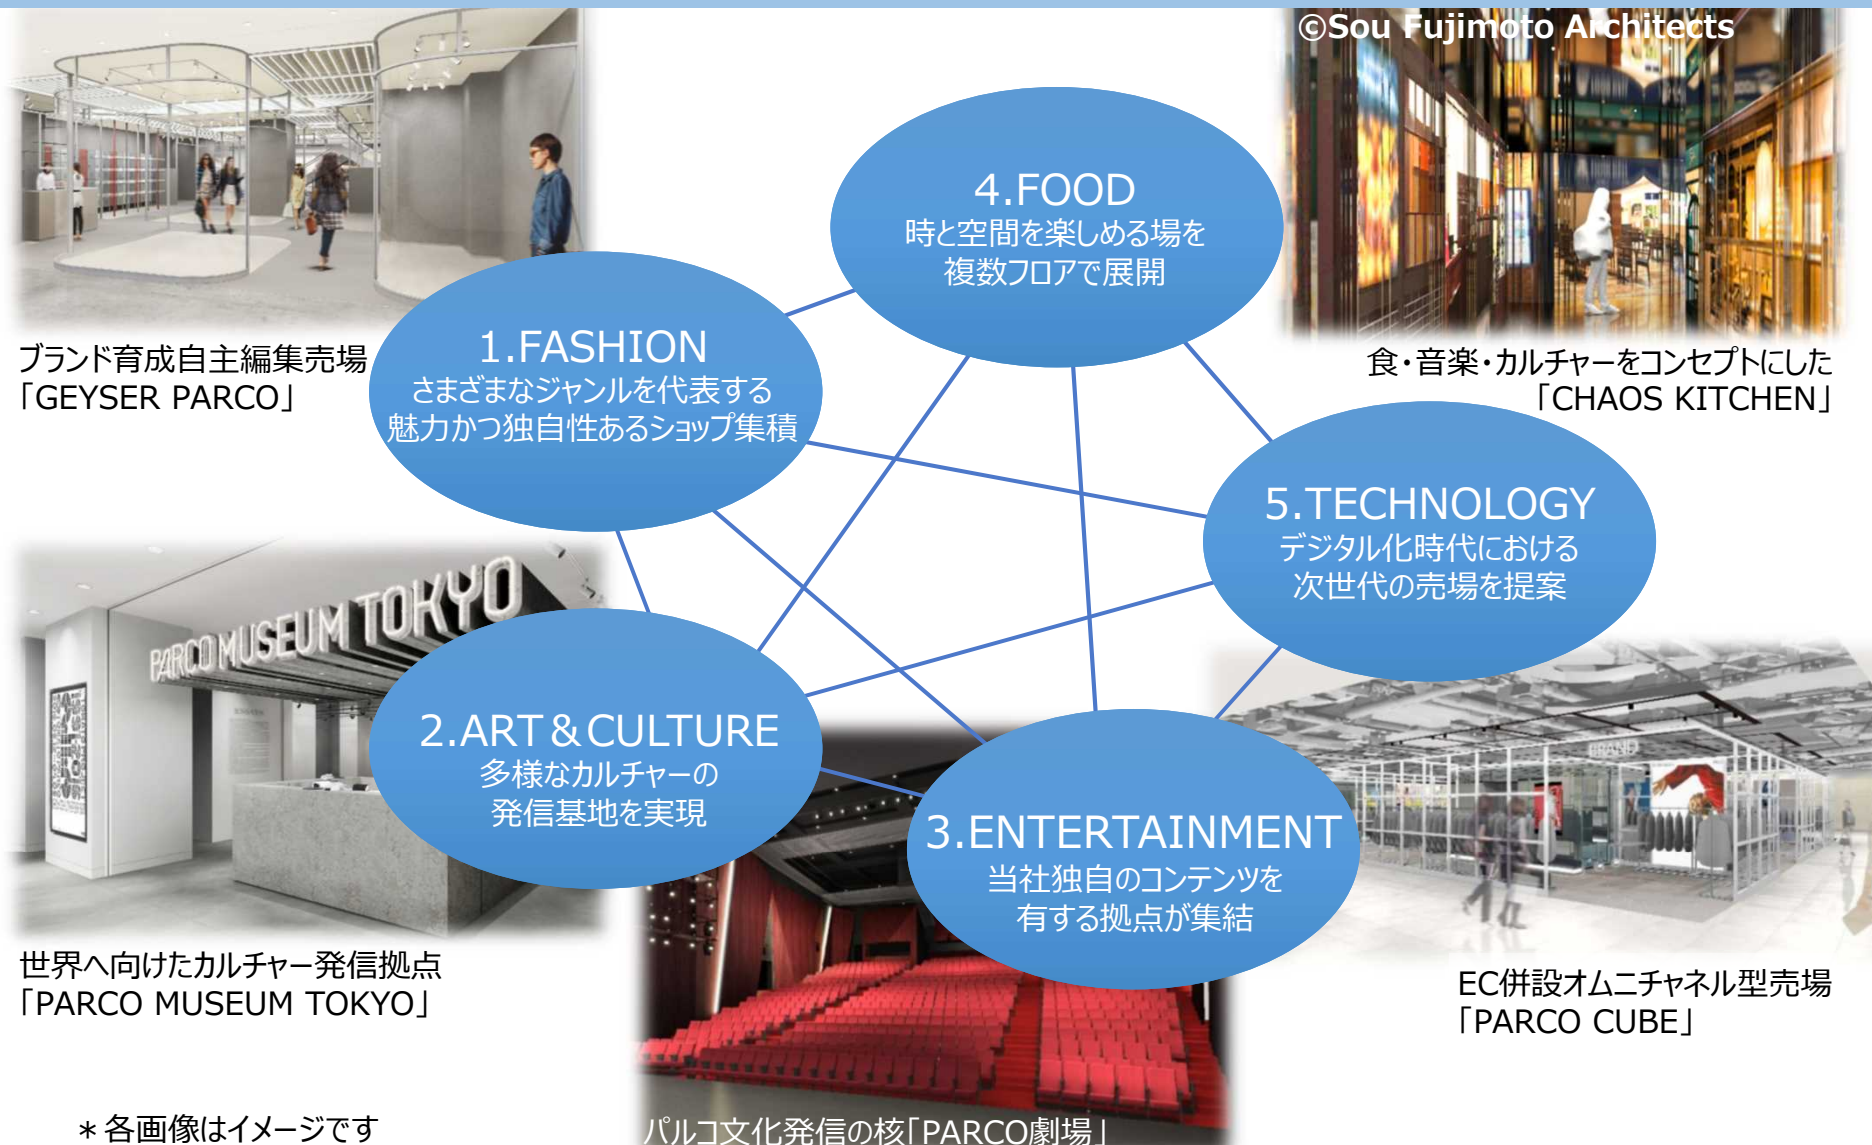 ©Sou Fujimoto Architects
4.FOOD
時と空間を楽しめる場を
複数フロアで展開
1.FASHION
さまざまなジャンルを代表する
魅力かつ独自性あるショップ集積
ブランド育成自主編集売場
「GEYSER PARCO」
食・音楽・カルチャーをコンセプトにした
「CHAOS KITCHEN」
5.TECHNOLOGY
デジタル化時代における
次世代の売場を提案
PARCO MUSEUM TOKYO
2.ART＆CULTURE
多様なカルチャーの
発信基地を実現
BRAND
3.ENTERTAINMENT
当社独自のコンテンツを
有する拠点が集結
世界へ向けたカルチャー発信拠点
「PARCO MUSEUM TOKYO」
EC併設オムニチャネル型売場
「PARCO CUBE」
＊各画像はイメージです
パルコ文化発信の核「PARCO劇場」